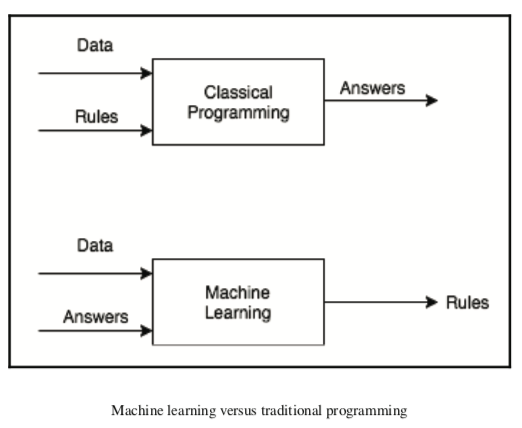 Data
Rules
Classical
Programming
Answers
Data
Answers
Machine
Learning
Rules
Machine learning versus traditional programming